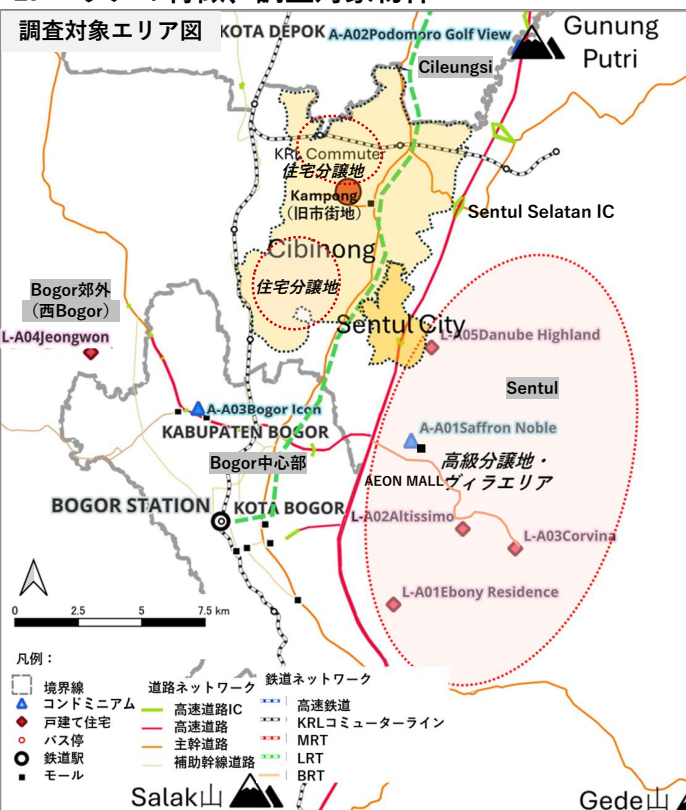 調査対象エリア図
KOTA DEPOK
A-A02Podomoro Golf View
Gunung
Putri
Cileungsi
KRL Commuter
住宅分譲地
Kampong
（旧市街地）
Sentul Selatan IC
Cibinong
住宅分譲地
Bogor郊外
（西Bogor）
L-A04Jeongwon
Sentul City
L-A05Danube Highland
Sentul
A-A03Bogor Icon
A-A01Saffron Noble
KABUPATEN BOGOR
高級分譲地・
ヴィラエリア
Bogor中心部
AEON MALL
BOGOR STATION
KOTA BOGOR
L-A02Altissimo
L-A03Corvina
L-A01Ebony Residence
0 2.5 5 7.5 km
凡例：
境界線
コンドミニアム
戸建て住宅
バス停
鉄道駅
モール
道路ネットワーク
高速道路IC
高速道路
主幹道路
補助幹線道路
鉄道ネットワーク
高速鉄道
KRLコミューターライン
MRT
LRT
BRT
Salak山
Gede山